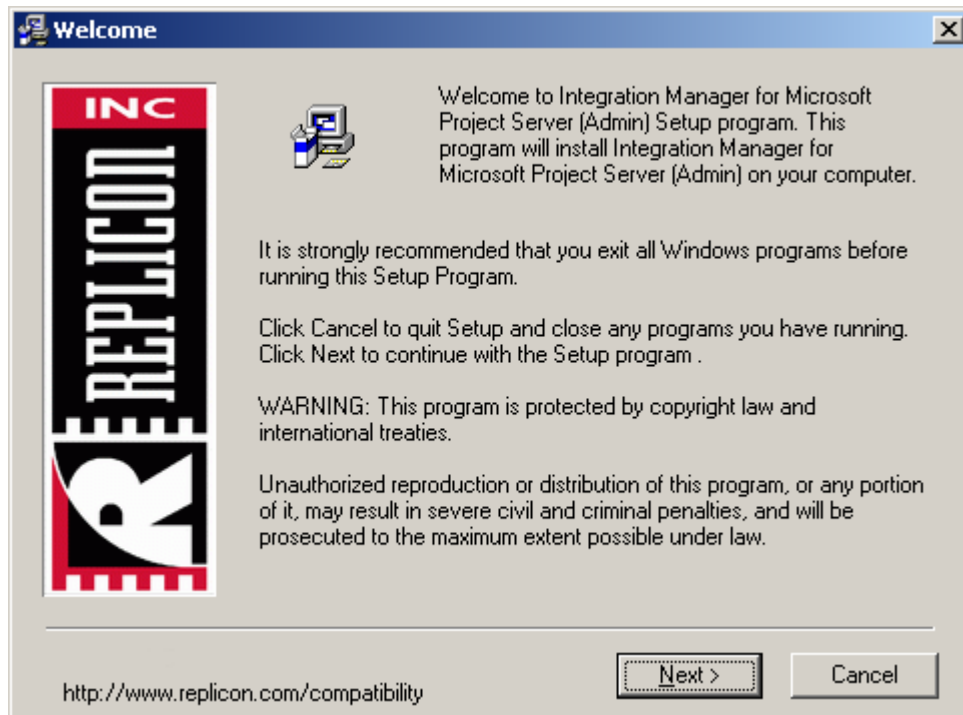 Welcome
INC
REPLICON
R
Welcome to Integration Manager for Microsoft
Project Server (Admin) Setup program. This
program will install Integration Manager for
Microsoft Project Server (Admin) on your computer.
It is strongly recommended that you exit all Windows programs before
running this Setup Program.
Click Cancel to quit Setup and close any programs you have running.
Click Next to continue with the Setup program .
WARNING: This program is protected by copyright law and
international treaties.
Unauthorized reproduction or distribution of this program, or any portion
of it, may result in severe civil and criminal penalties, and will be
prosecuted to the maximum extent possible under law.
http://www.replicon.com/compatibility
Next >
Cancel